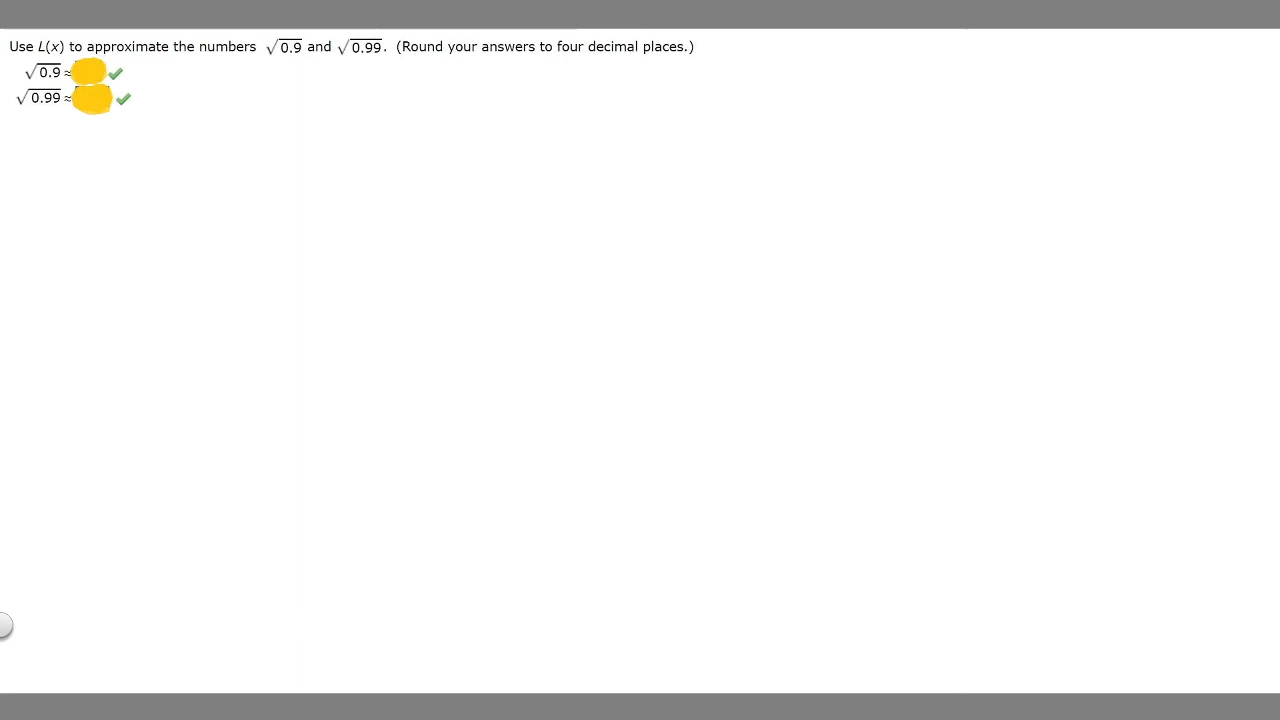 Use L(x) to approximate the numbers √0.9 and √0.99. (Round your answers to four decimal places.)
√0.9 ≈
√0.99 ≈